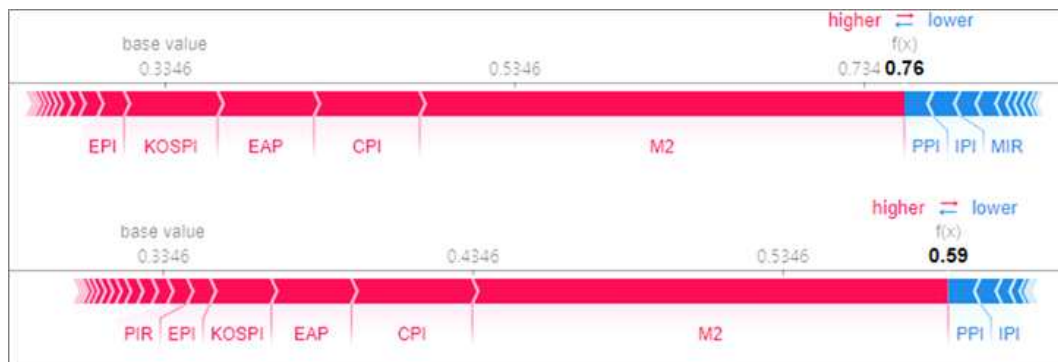 higher ⇄ lower
base value f(x)
0.3346 0.5346 0.734 0.76
EPI KOSPI EAP CPI M2 PPI IPI MIR
higher ⇄ lower
base value f(x)
0.3346 0.4346 0.5346 0.59
PIR EPI KOSPI EAP CPI M2 PPI IPI